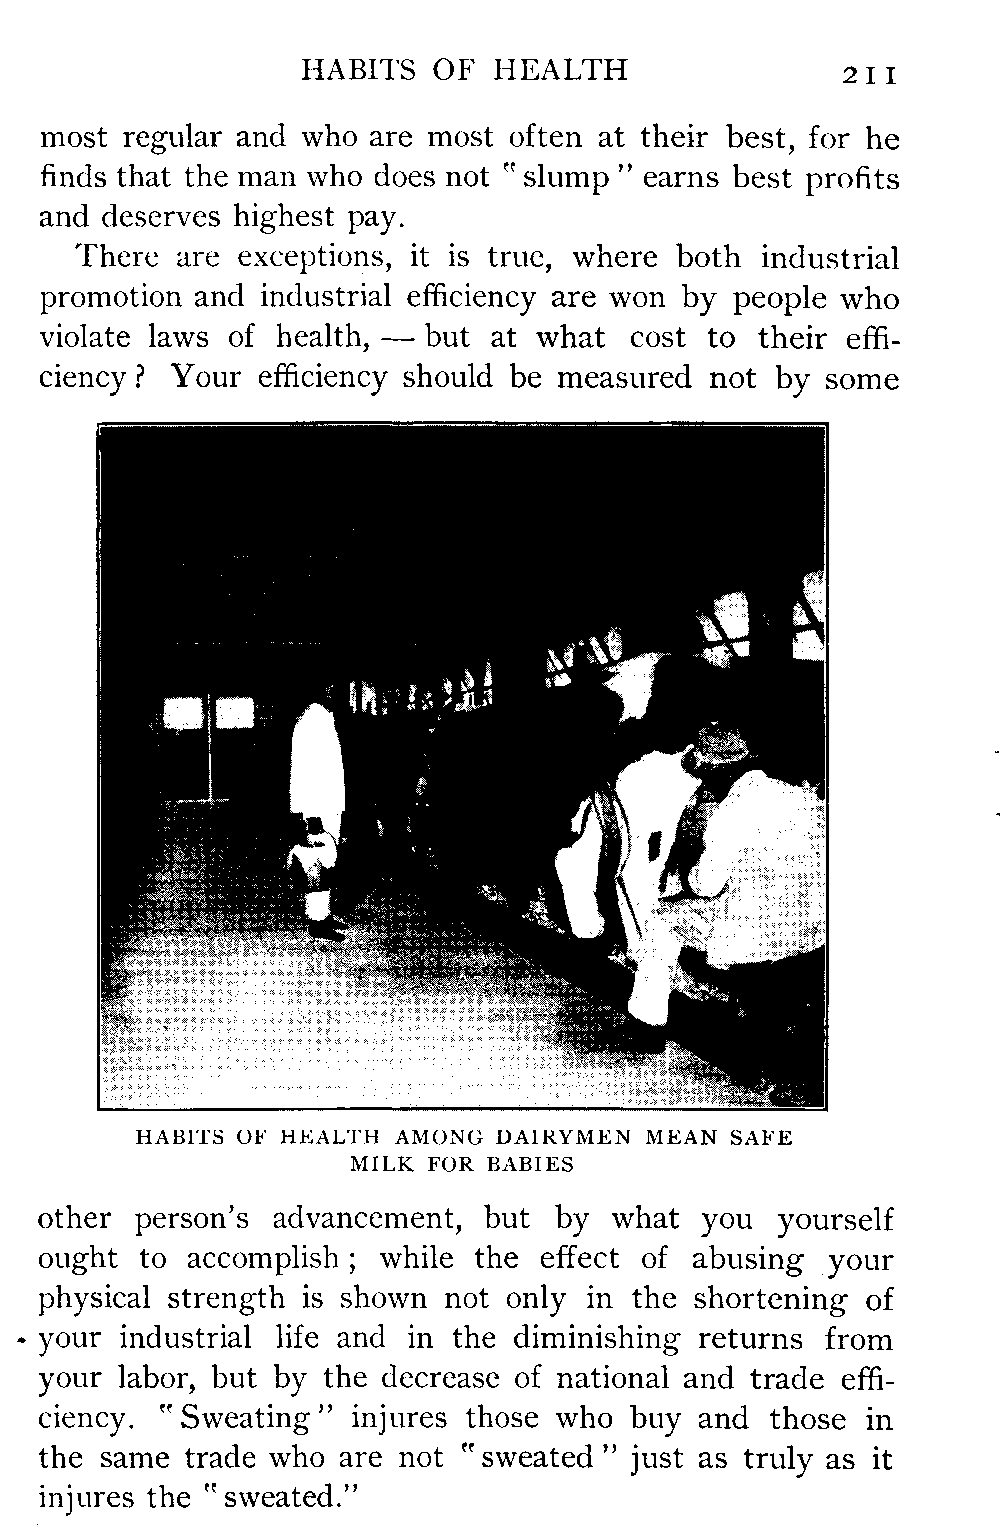 HABITS OF HEALTH 211
most regular and who are most often at their best, for he
finds that the man who does not "slump" earns best profits
and deserves highest pay.
There are exceptions, it is true, where both industrial
promotion and industrial efficiency are won by people who
violate laws of health, — but at what cost to their effi-
ciency? Your efficiency should be measured not by some
HABITS OF HEALTH AMONG DAIRYMEN MEAN SAFE
MILK FOR BABIES
other person's advancement, but by what you yourself
ought to accomplish; while the effect of abusing your
physical strength is shown not only in the shortening of
your industrial life and in the diminishing returns from
your labor, but by the decrease of national and trade effi-
ciency. "Sweating" injures those who buy and those in
the same trade who are not "sweated" just as truly as it
injures the "sweated."